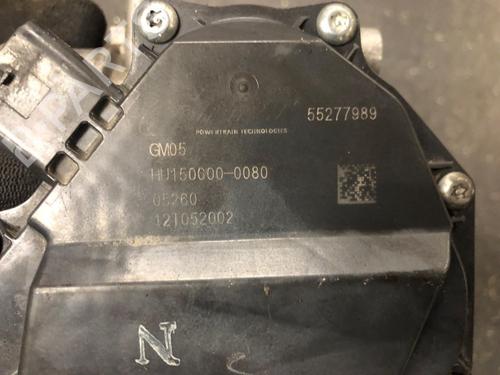 55277989
POWERTRAIN TECHNOLOGIES
GM05
HU150000-0080
05260
121052002
N